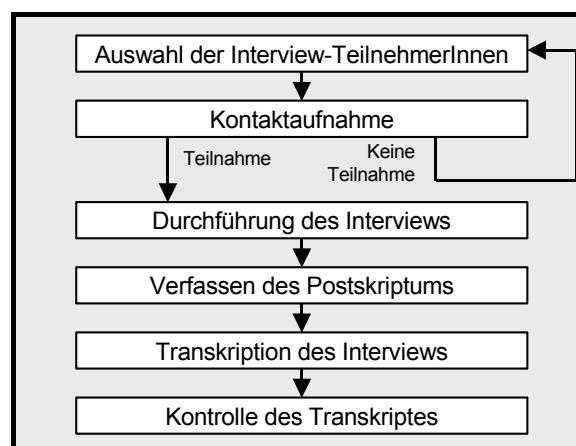 Auswahl der Interview-TeilnehmerInnen
Kontaktaufnahme
Teilnahme
Keine
Teilnahme
Durchführung des Interviews
Verfassen des Postskriptums
Transkription des Interviews
Kontrolle des Transkriptes